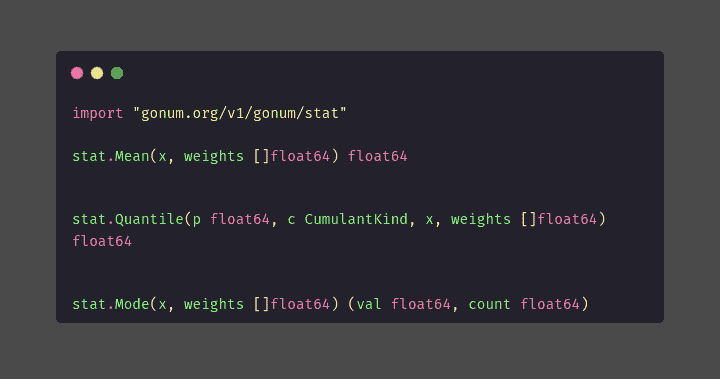 import "gonum.org/v1/gonum/stat"
stat.Mean(x, weights []float64) float64
stat.Quantile(p float64, c CumulantKind, x, weights []float64)
float64
stat.Mode(x, weights []float64) (val float64, count float64)